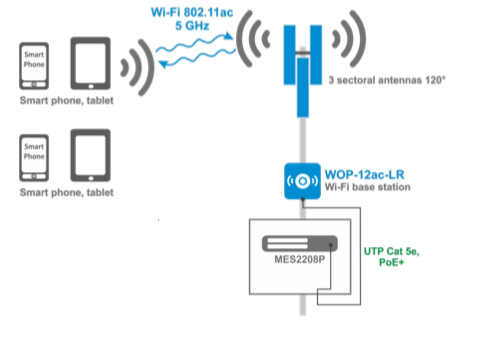 Wi-Fi 802.11ac
5 GHz
Smart
Phone
Smart phone, tablet
3 sectoral antennas 120°
Smart
Phone
Smart phone, tablet
WOP-12ac-LR
Wi-Fi base station
MES2208P
UTP Cat 5e,
PoE+